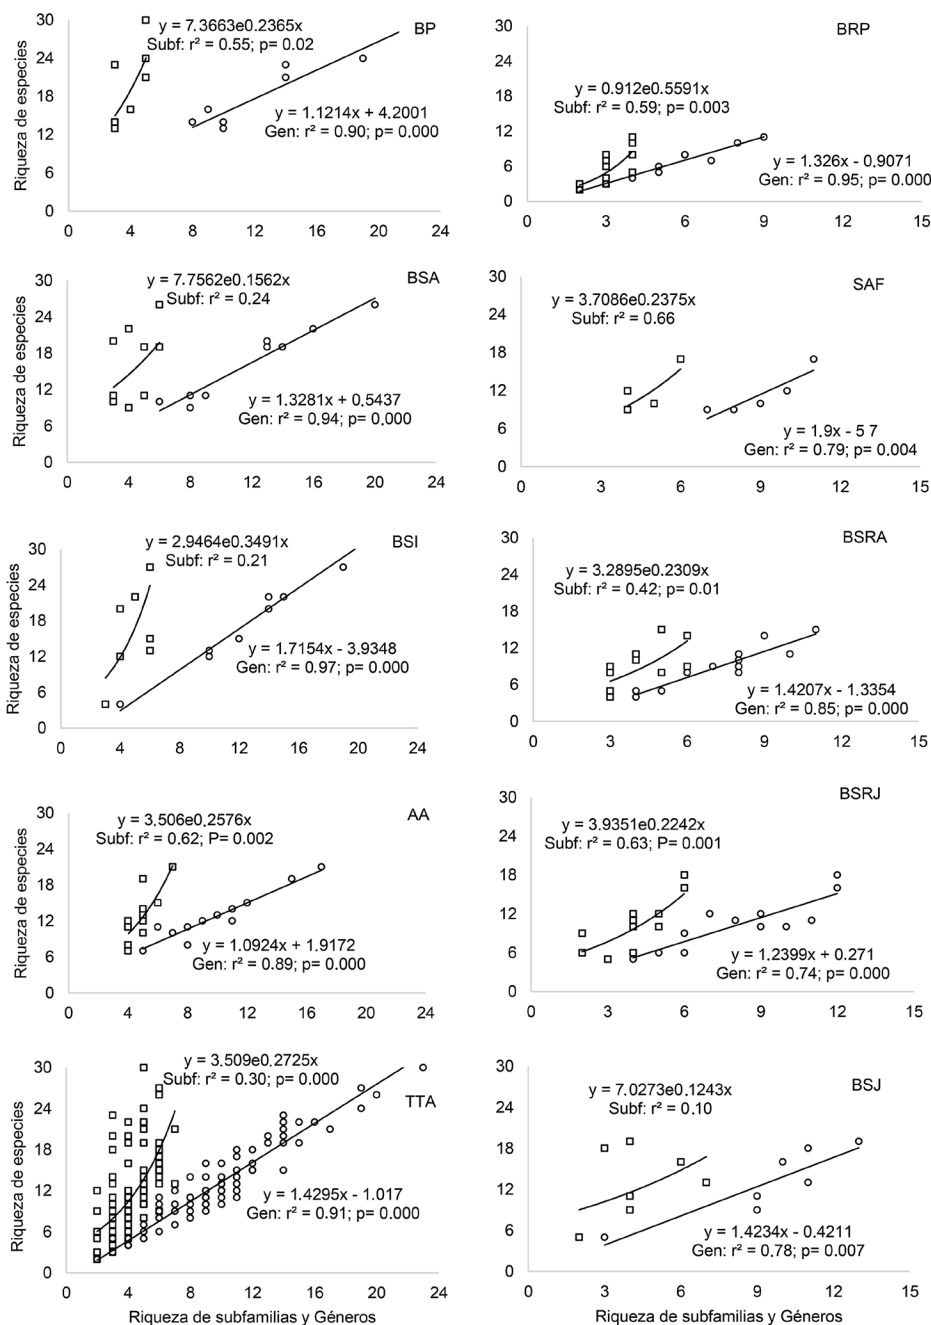 y = 7.3663e0.2365x
BP
Subf: r² = 0.55; p= 0.02
y = 1.1214x + 4.2001
Gen: r² = 0.90; p= 0.000
Riqueza de especies
30
24
18
12
6
0
0 4 8 12 16 20 24
BRP
y = 0.912e0.5591x
Subf: r² = 0.59; p= 0.003
y = 1.326x - 0.9071
Gen: r² = 0.95; p= 0.000
30
24
18
12
6
0
0 3 6 9 12 15
y = 7.7562e0.1562x
BSA
Subf: r² = 0.24
y = 1.3281x + 0.5437
Gen: r² = 0.94; p= 0.000
Riqueza de especies
30
24
18
12
6
0
0 4 8 12 16 20 24
SAF
y = 3.7086e0.2375x
Subf: r² = 0.66
y = 1.9x - 5 7
Gen: r² = 0.79; p= 0.004
30
24
18
12
6
0
0 3 6 9 12 15
y = 2.9464e0.3491x
BSI
Subf: r² = 0.21
y = 1.7154x - 3.9348
Gen: r² = 0.97; p= 0.000
Riqueza de especies
30
24
18
12
6
0
0 4 8 12 16 20 24
BSRA
y = 3.2895e0.2309x
Subf: r² = 0.42; p= 0.01
y = 1.4207x - 1.3354
Gen: r² = 0.85; p= 0.000
30
24
18
12
6
0
0 3 6 9 12 15
y = 3.506e0.2576x
AA
Subf: r² = 0.62; P= 0.002
y = 1.0924x + 1.9172
Gen: r² = 0.89; p= 0.000
Riqueza de especies
30
24
18
12
6
0
0 4 8 12 16 20 24
BSRJ
y = 3.9351e0.2242x
Subf: r² = 0.63; P= 0.001
y = 1.2399x + 0.271
Gen: r² = 0.74; p= 0.000
30
24
18
12
6
0
0 3 6 9 12 15
y = 3.509e0.2725x
Subf: r² = 0.30; p= 0.000
TTA
y = 1.4295x - 1.017
Gen: r² = 0.91; p= 0.000
Riqueza de especies
30
24
18
12
6
0
0 4 8 12 16 20 24
Riqueza de subfamilias y Géneros
BSJ
y = 7.0273e0.1243x
Subf: r² = 0.10
y = 1.4234x - 0.4211
Gen: r² = 0.78; p= 0.007
30
24
18
12
6
0
0 3 6 9 12 15
Riqueza de subfamilias y Géneros